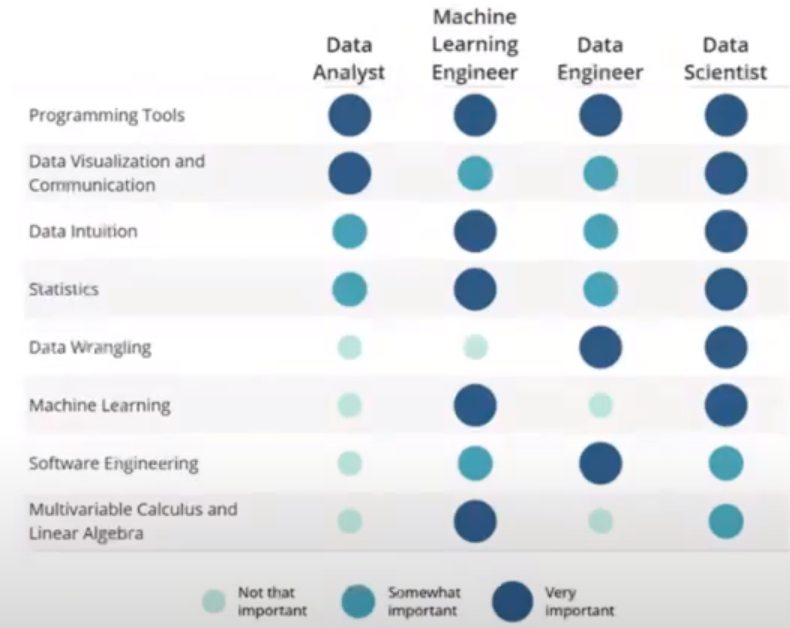 Data
Analyst
Machine
Learning
Engineer
Data
Engineer
Data
Scientist
Programming Tools
Data Visualization and
Communication
Data Intuition
Statistics
Data Wrangling
Machine Learning
Software Engineering
Multivariable Calculus and
Linear Algebra
Not that
important
Somewhat
important
Very
important